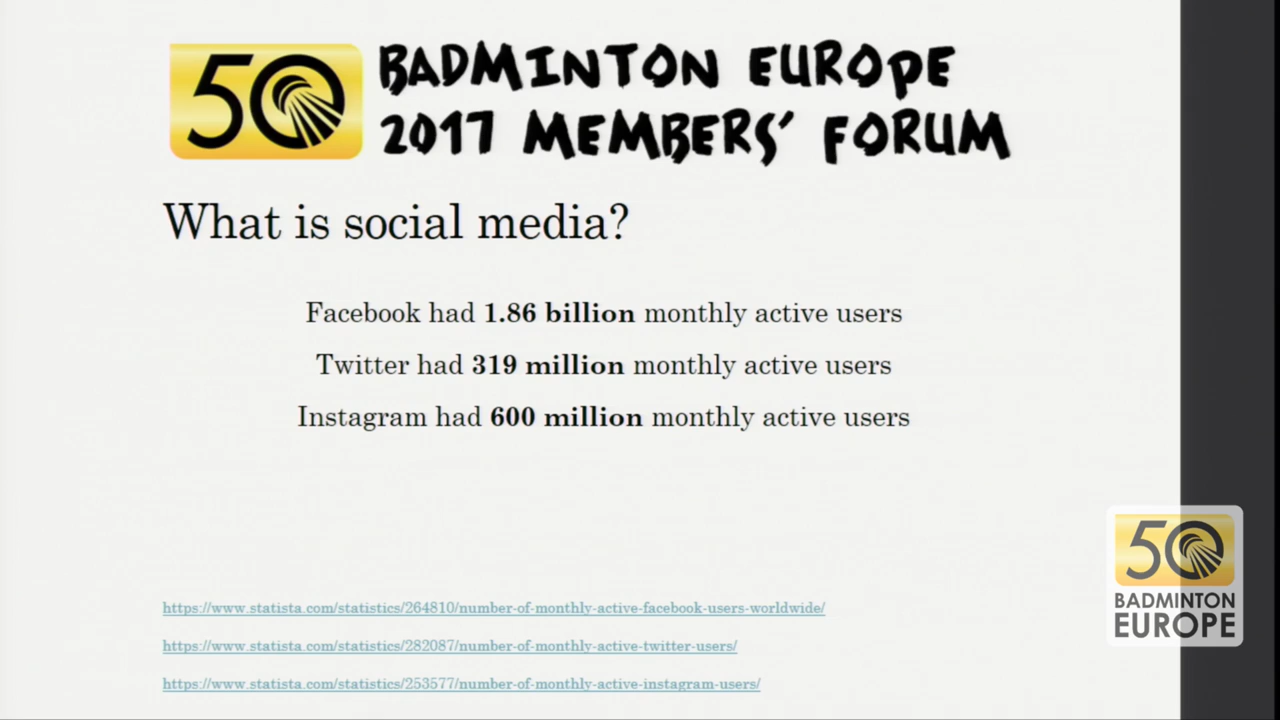 50
BADMINTON EUROPE
2017 MEMBERS' FORUM
What is social media?
Facebook had 1.86 billion monthly active users
Twitter had 319 million monthly active users
Instagram had 600 million monthly active users
https://www.statista.com/statistics/264810/number-of-monthly-active-facebook-users-worldwide/
https://www.statista.com/statistics/282087/number-of-monthly-active-twitter-users/
https://www.statista.com/statistics/253577/number-of-monthly-active-instagram-users/
50
BADMINTON
EUROPE